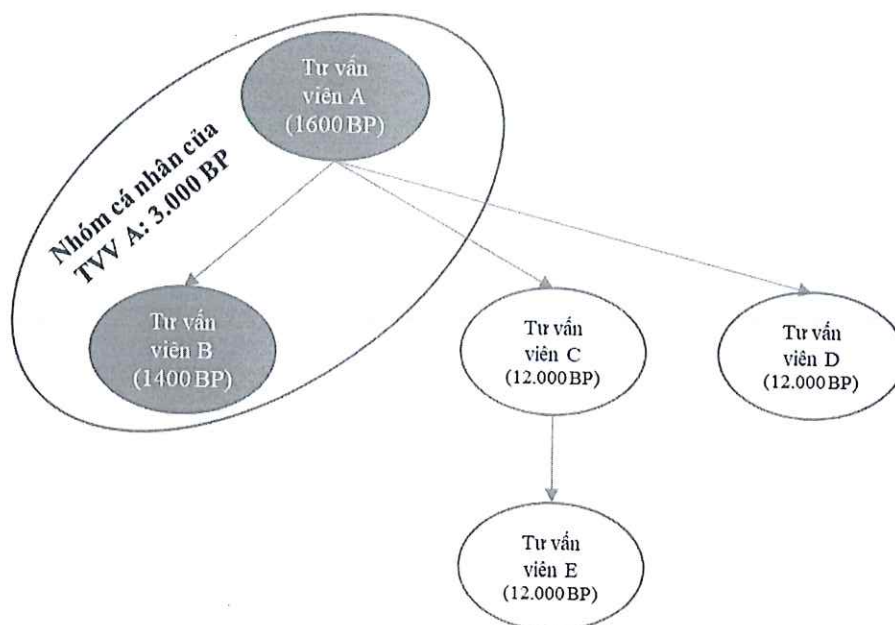 Tư vấn
viên A
(1600 BP)
Nhóm cá nhân của
TVV A: 3.000 BP
Tư vấn
viên B
(1400 BP)
Tư vấn
viên C
(12.000 BP)
Tư vấn
viên D
(12.000 BP)
Tư vấn
viên E
(12.000 BP)